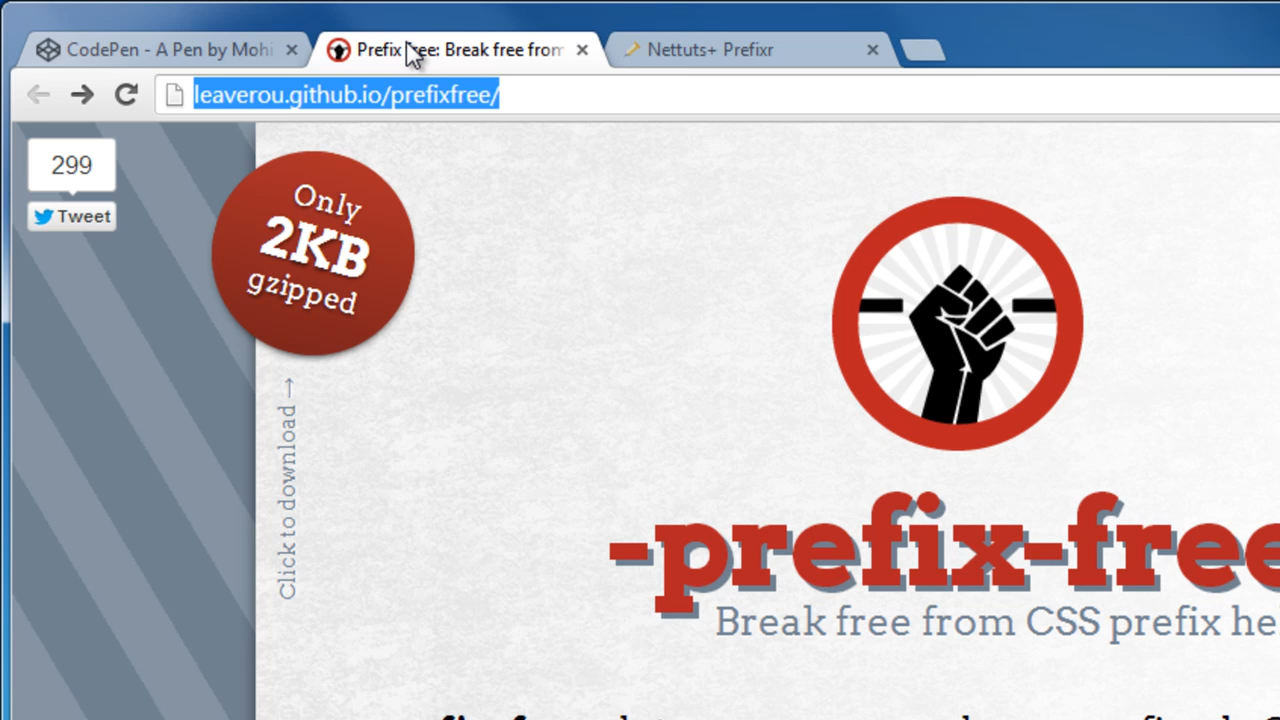 CodePen - A Pen by Mohi
Prefix free: Break free from
Nettuts+ Prefixr
leaverou.github.io/prefixfree/
299
Tweet
Only
2KB
gzipped
Click to download →
-prefix-free
Break free from CSS prefix he